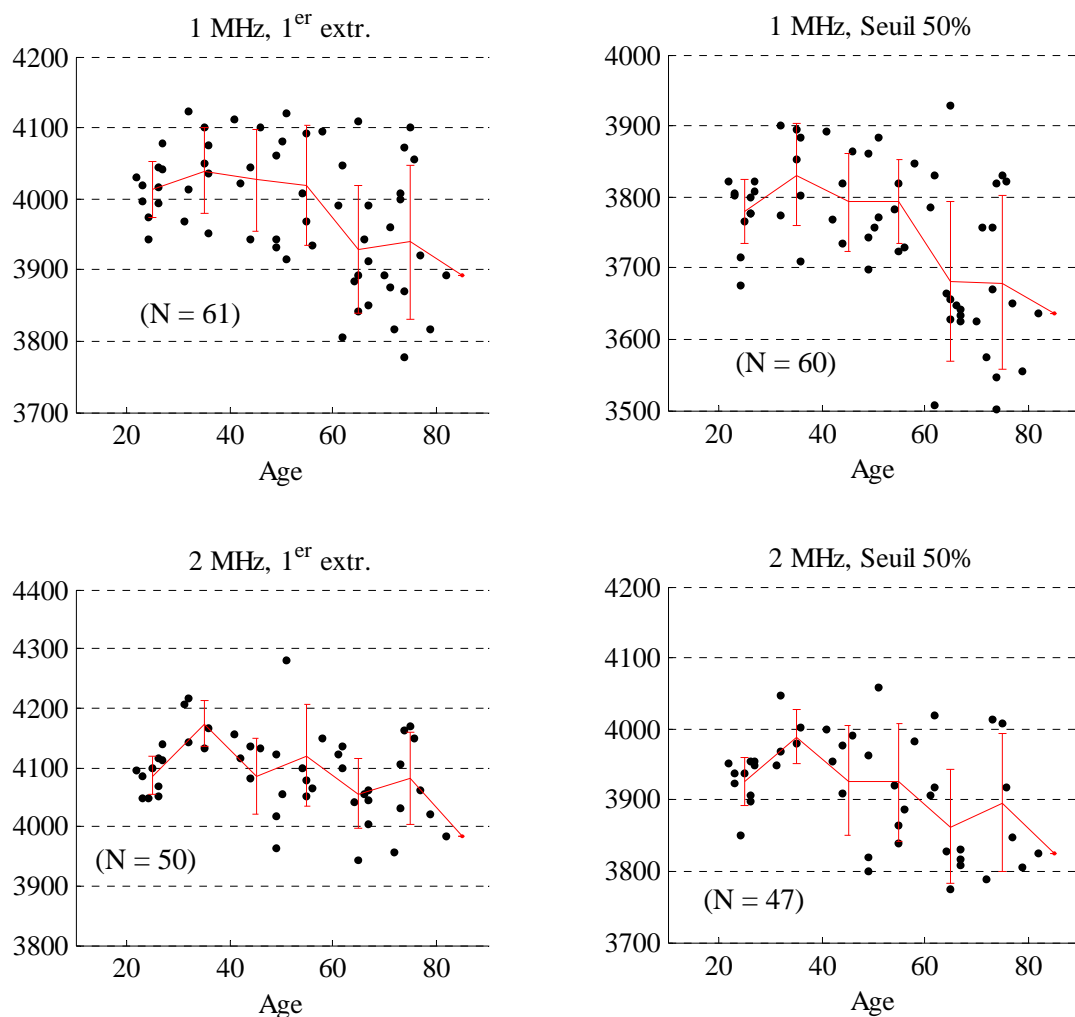 1 MHz, 1er extr.
4200
4100
4000
3900
3800
3700
(N = 61)
20 40 60 80
Age
1 MHz, Seuil 50%
4000
3900
3800
3700
3600
3500
(N = 60)
20 40 60 80
Age
2 MHz, 1er extr.
4400
4300
4200
4100
4000
3900
3800
(N = 50)
20 40 60 80
Age
2 MHz, Seuil 50%
4200
4100
4000
3900
3800
3700
(N = 47)
20 40 60 80
Age